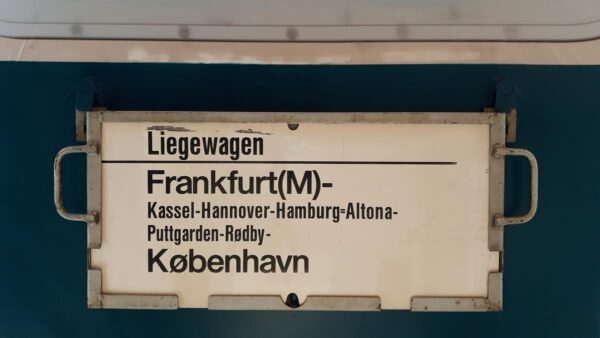 Liegewagen
Frankfurt(M)-
Kassel-Hannover-Hamburg=Altona-
Puttgarden-Rødby-
København